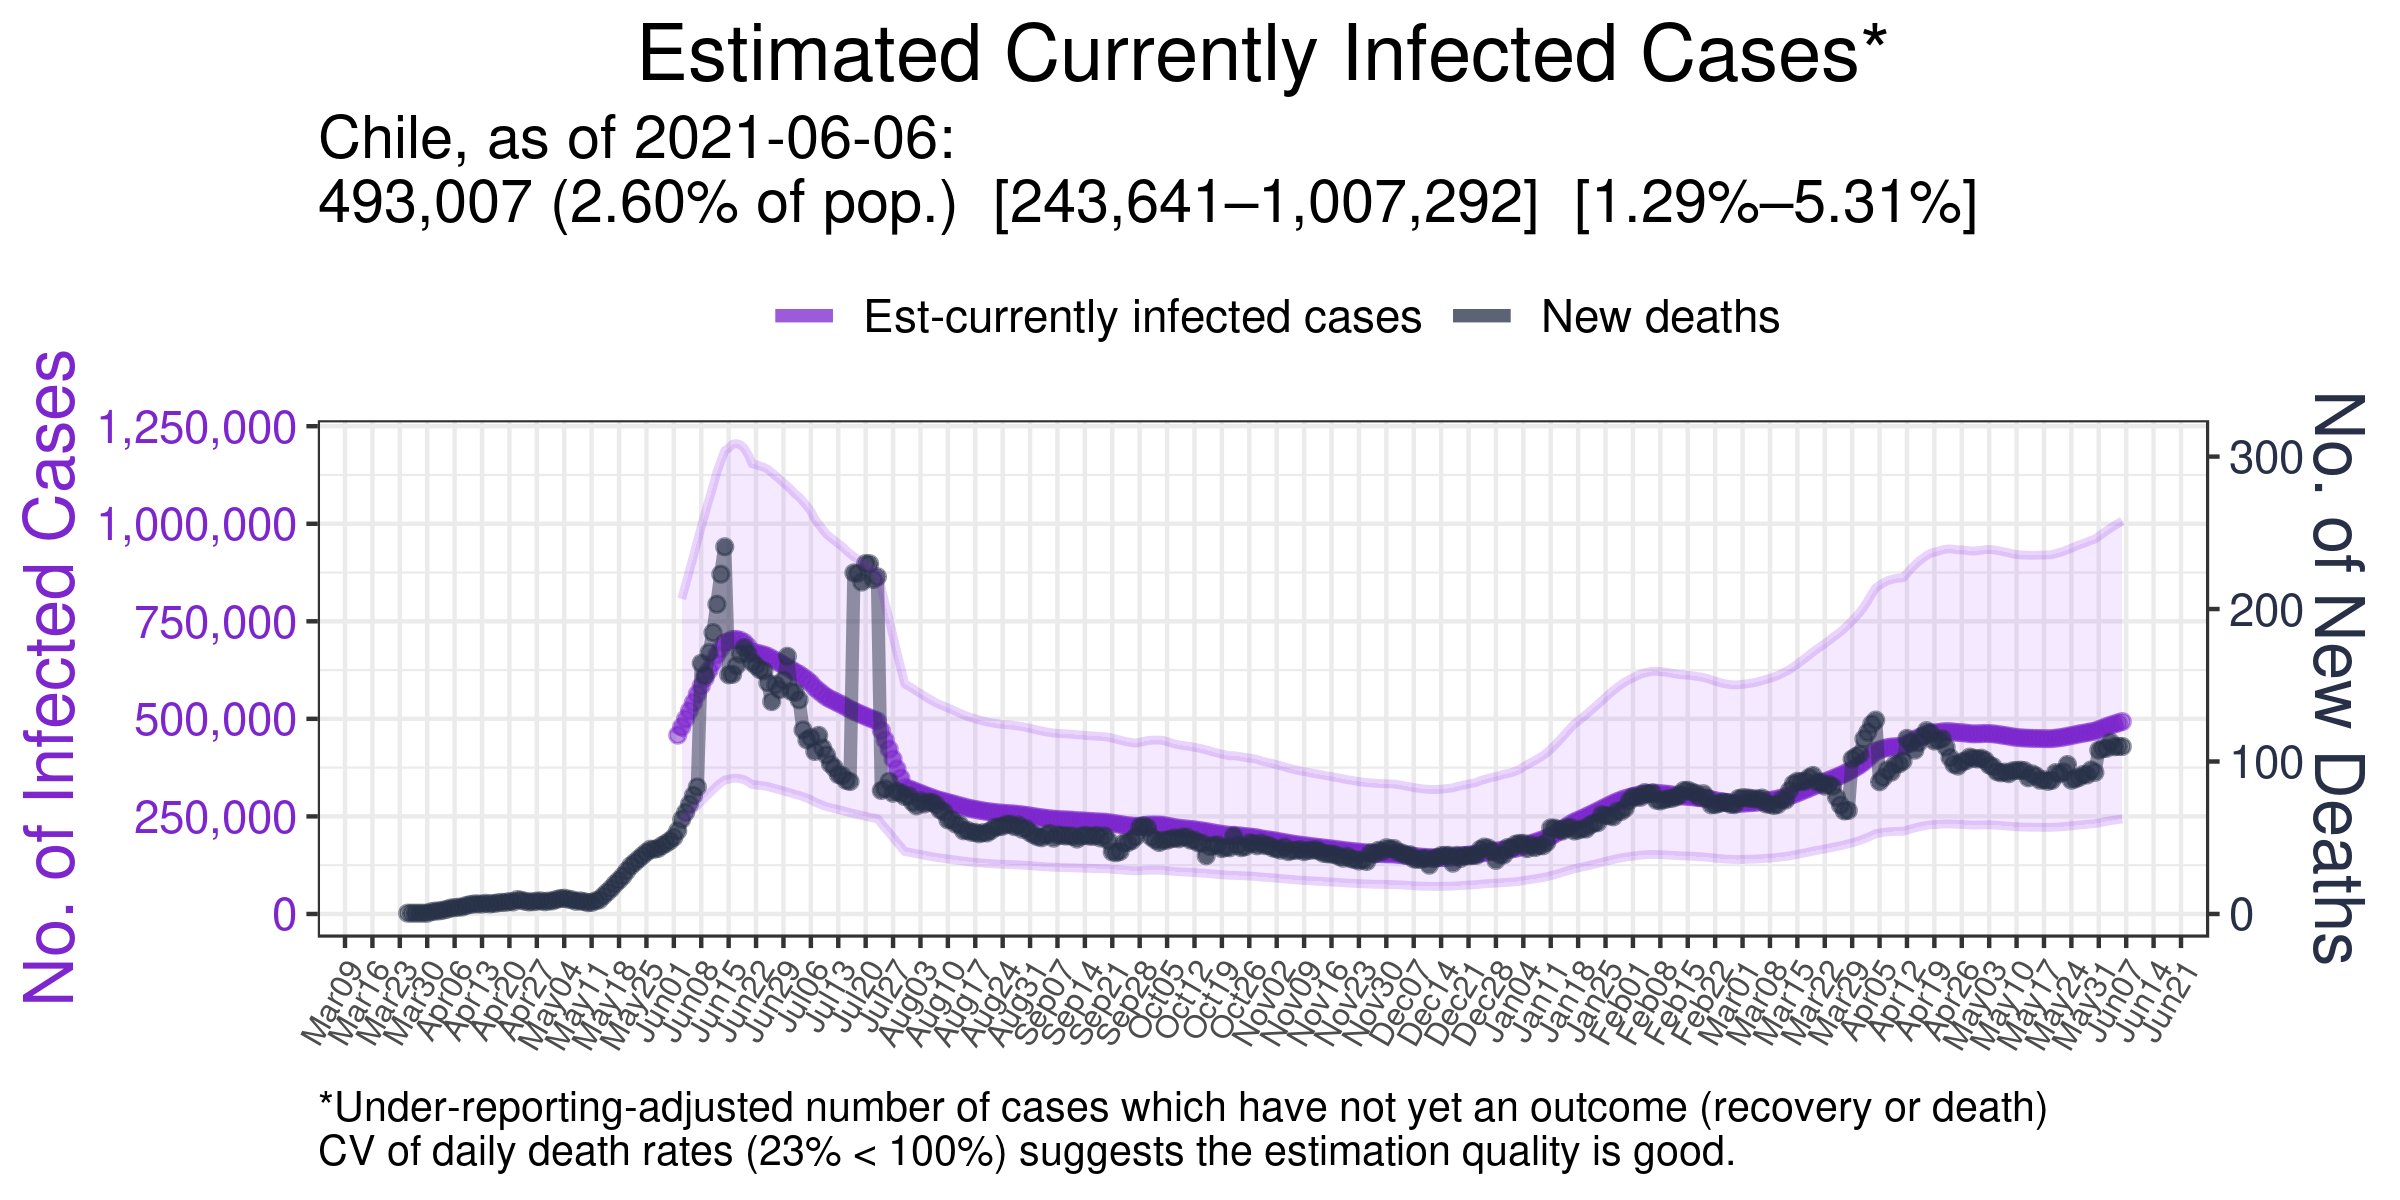 Estimated Currently Infected Cases*
Chile, as of 2021-06-06:
493,007 (2.60% of pop.)  [243,641–1,007,292]  [1.29%–5.31%]
Est-currently infected cases
New deaths
No. of Infected Cases
1,250,000
1,000,000
750,000
500,000
250,000
0
No. of New Deaths
300
200
100
0
Mar09
Mar16
Mar23
Mar30
Apr06
Apr13
Apr20
Apr27
May04
May11
May18
May25
Jun01
Jun08
Jun15
Jun22
Jun29
Jul06
Jul13
Jul20
Jul27
Aug03
Aug10
Aug17
Aug24
Aug31
Sep07
Sep14
Sep21
Sep28
Oct05
Oct12
Oct19
Oct26
Nov02
Nov09
Nov16
Nov23
Nov30
Dec07
Dec14
Dec21
Dec28
Jan04
Jan11
Jan18
Jan25
Feb01
Feb08
Feb15
Feb22
Mar01
Mar08
Mar15
Mar22
Mar29
Apr05
Apr12
Apr19
Apr26
May03
May10
May17
May24
May31
Jun07
Jun14
Jun21
*Under-reporting-adjusted number of cases which have not yet an outcome (recovery or death)
CV of daily death rates (23% < 100%) suggests the estimation quality is good.